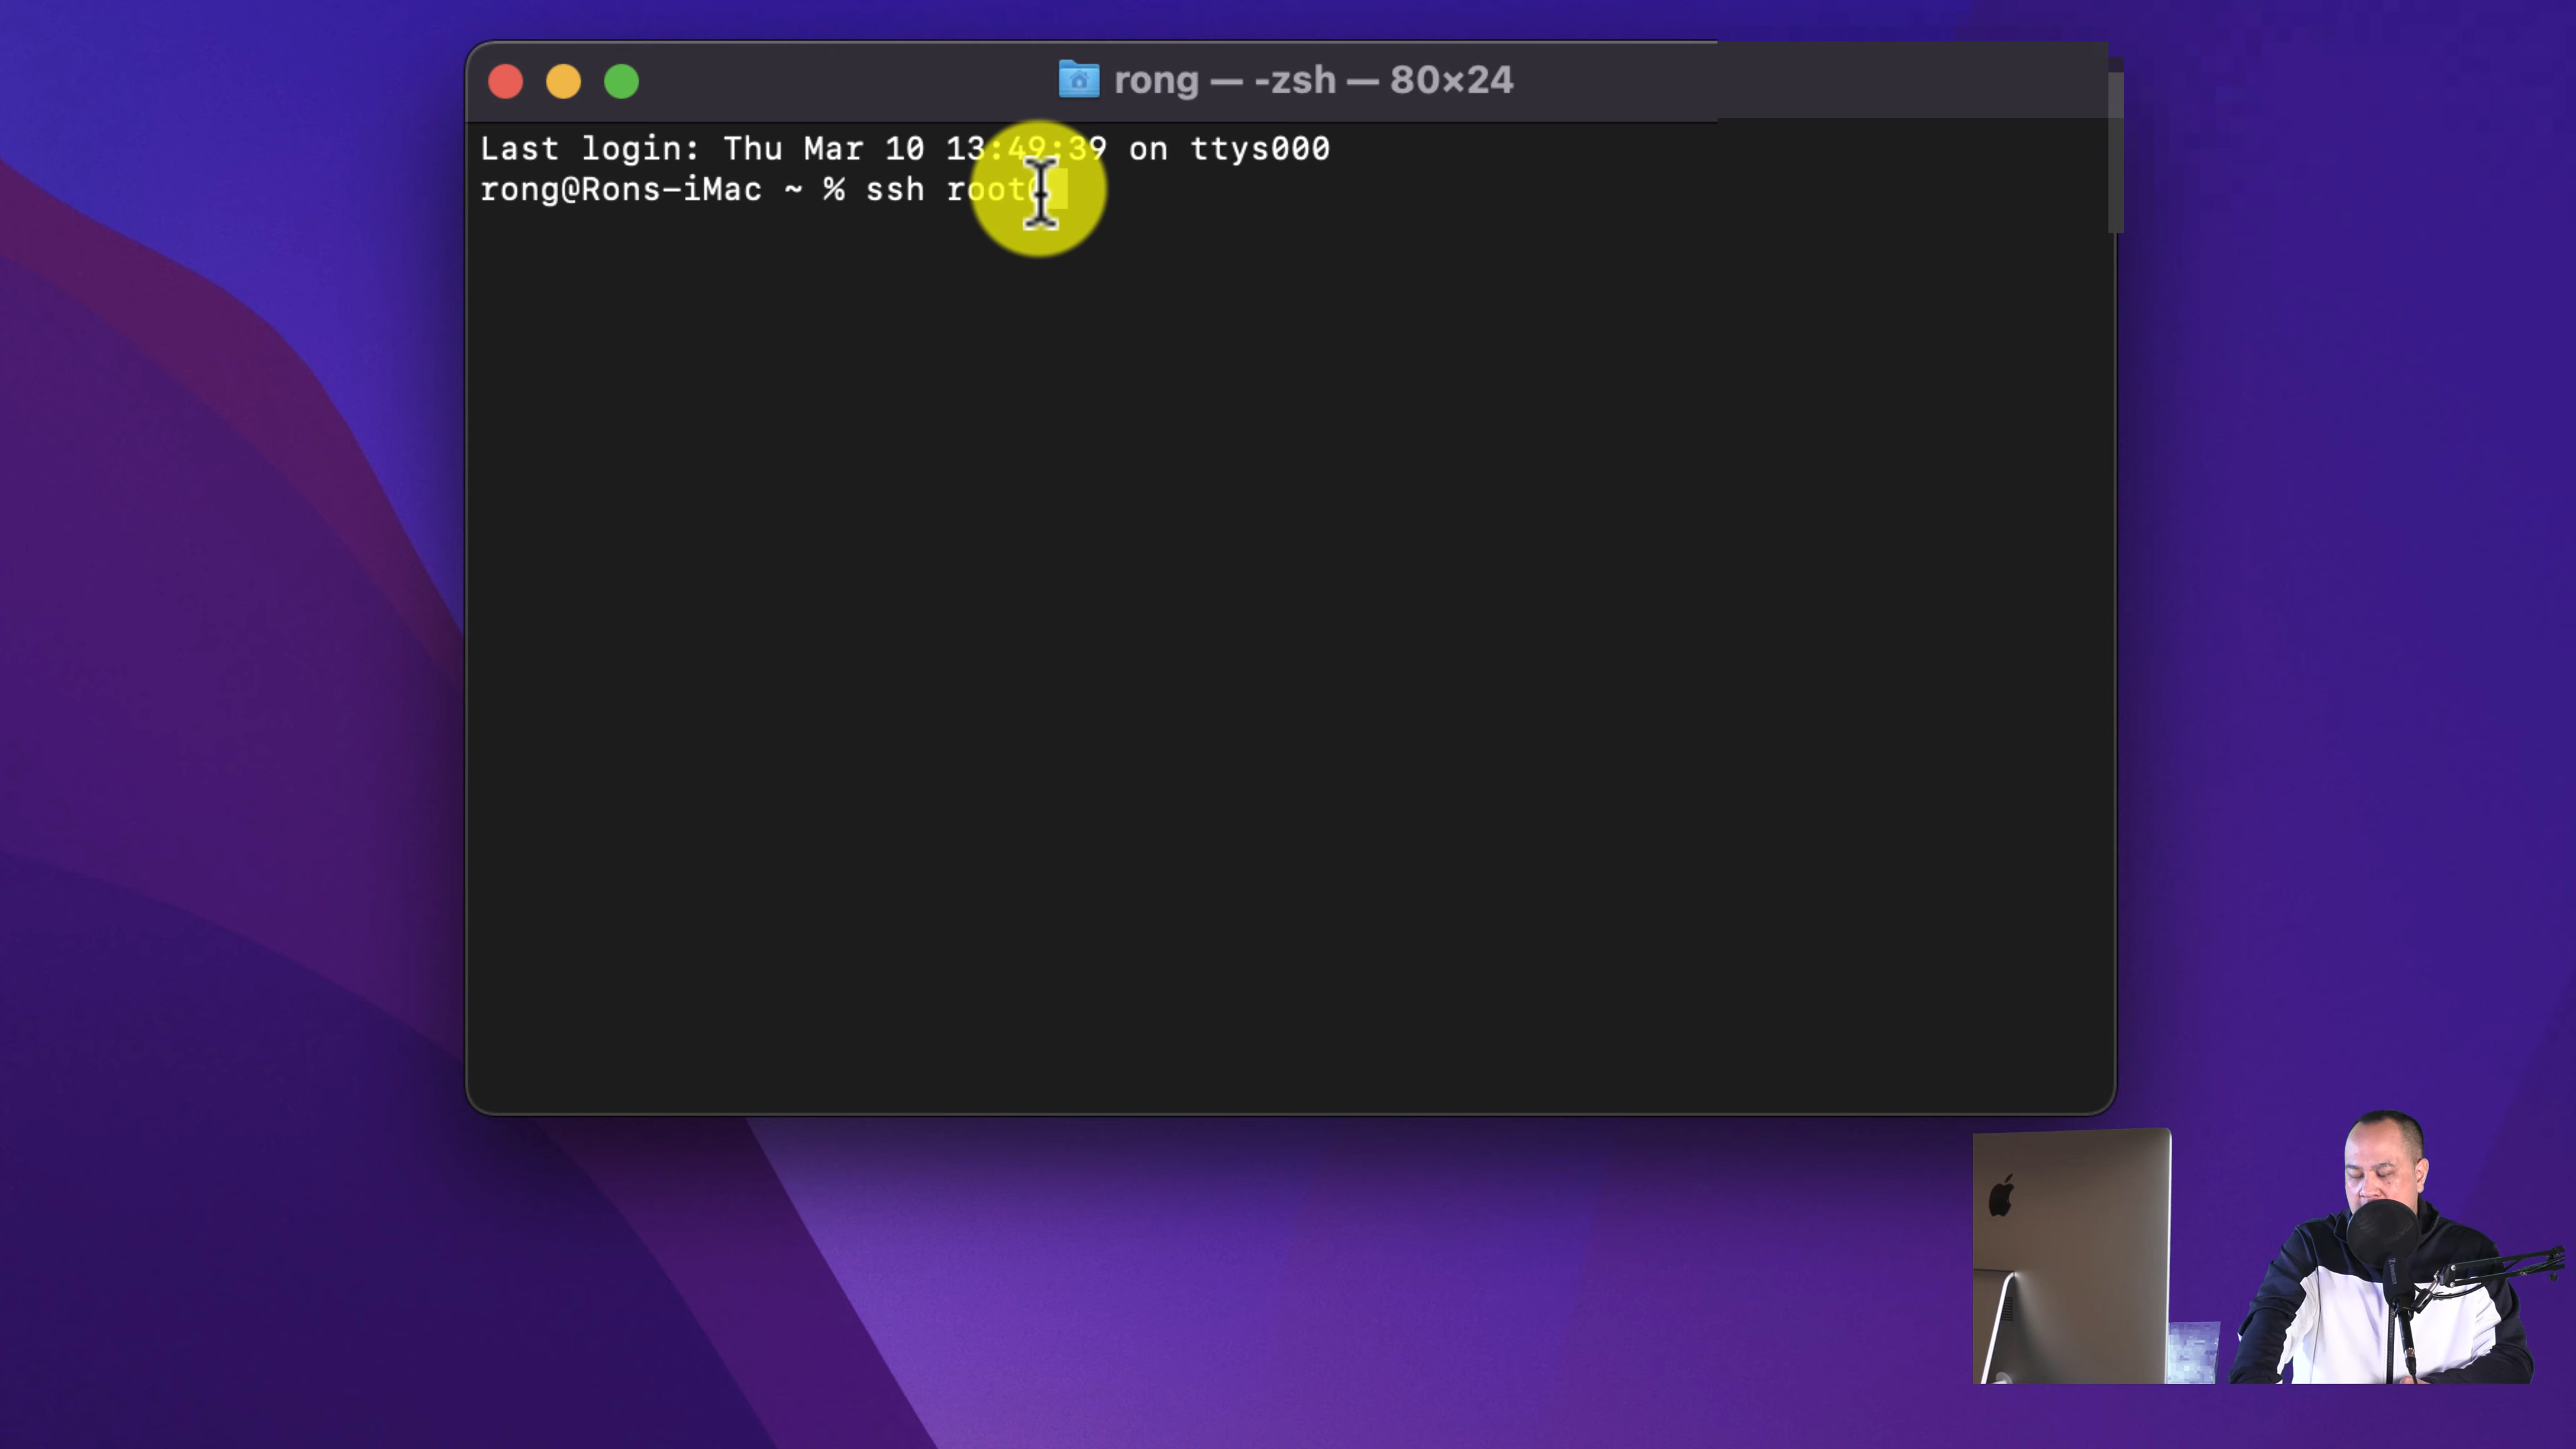 rong — -zsh — 80×24
Last login: Thu Mar 10 13:49:39 on ttys000
rong@Rons-iMac ~ % ssh root@